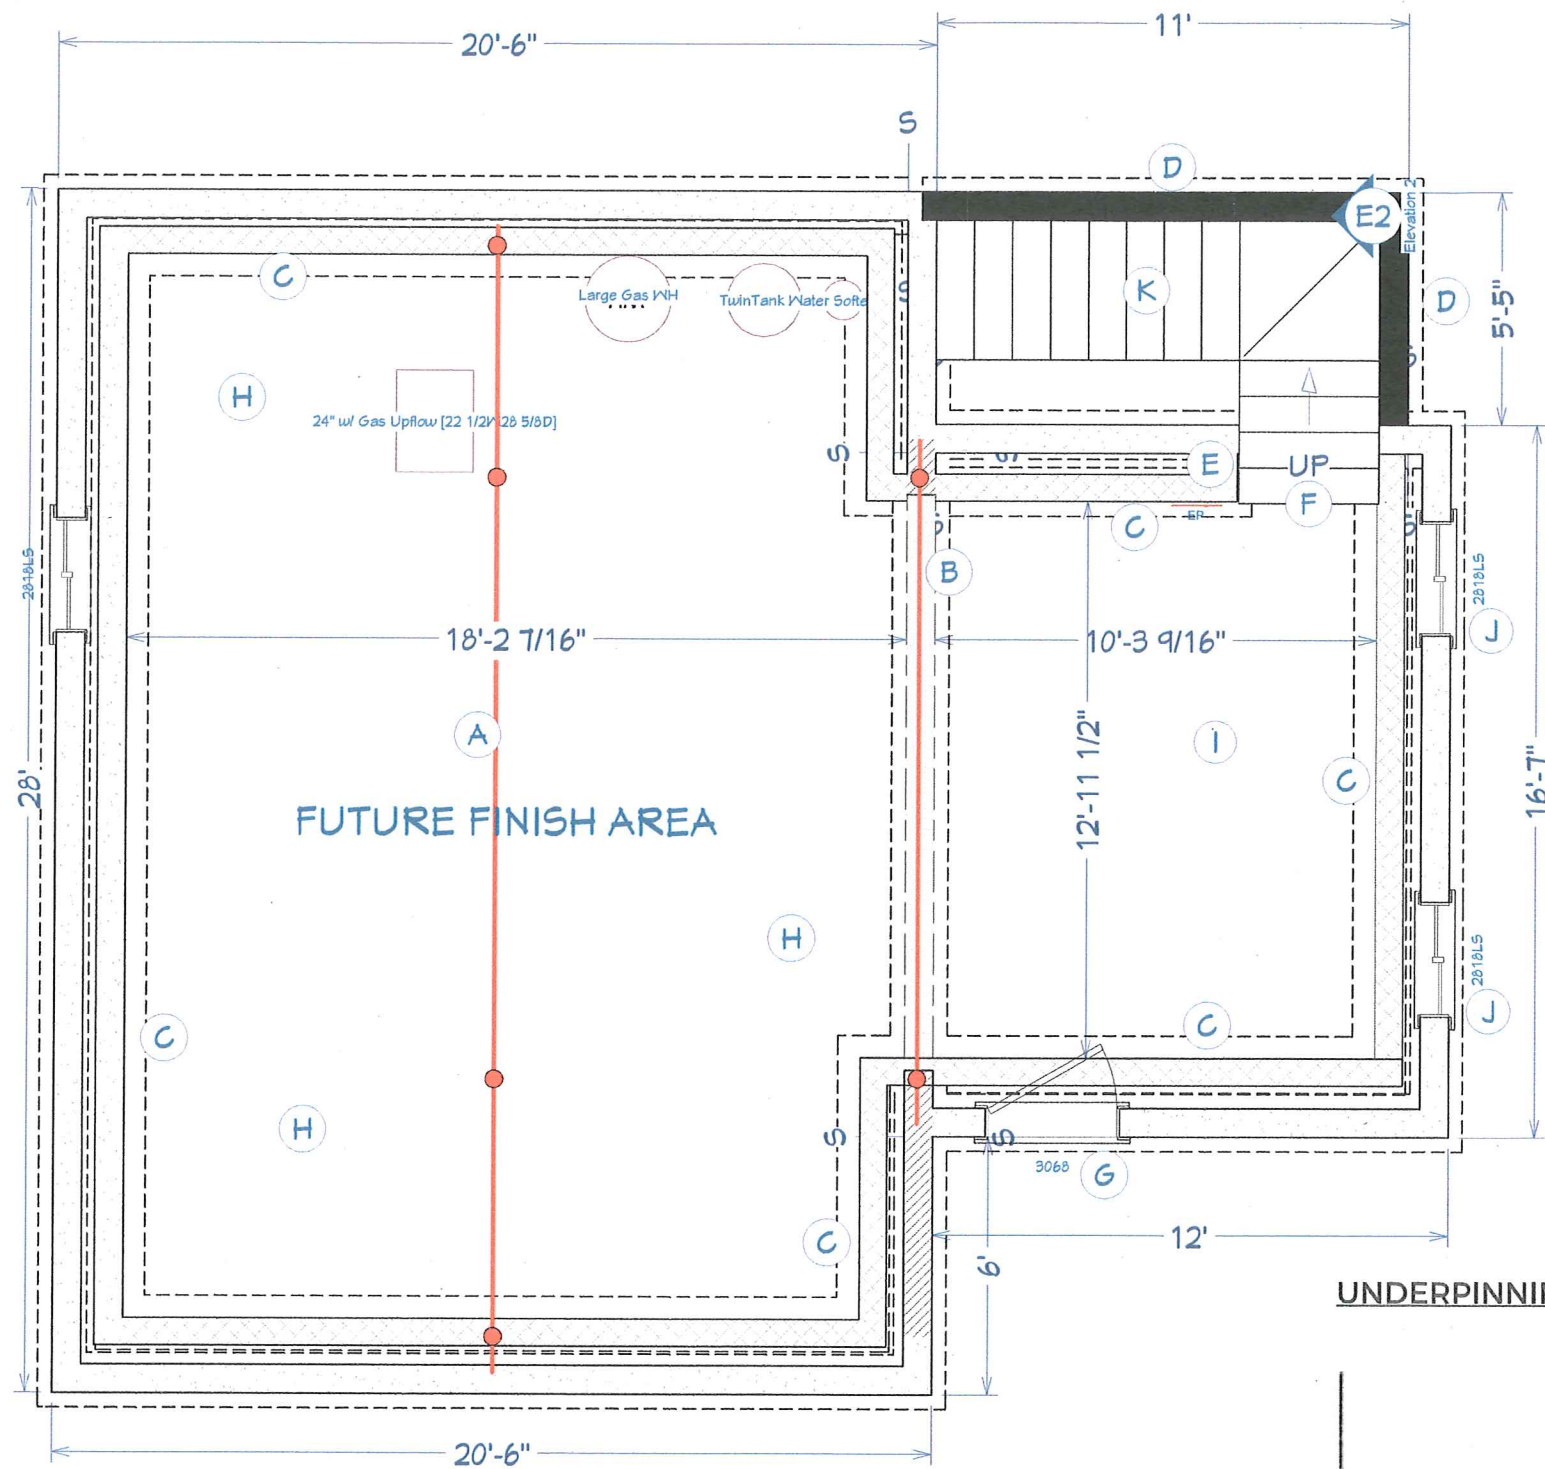 11'
20'-6"
S
D
E2
Elevation 2
K
D
5'-5"
C
Large Gas WH
TwinTank Water Softe
S
S
H
24" w/ Gas Upflow [22 1/2W
28 5/8D]
S
S
E
UP
F
EP
C
S
S
B
2818LS
2818LS
J
18'-2 7/16"
10'-3 9/16"
A
I
12'-11 1/2"
C
28'
16'-7"
FUTURE FINISH AREA
H
2818LS
J
C
C
H
S
S
3068
G
C
12'
6'
UNDERPINNI
20'-6"